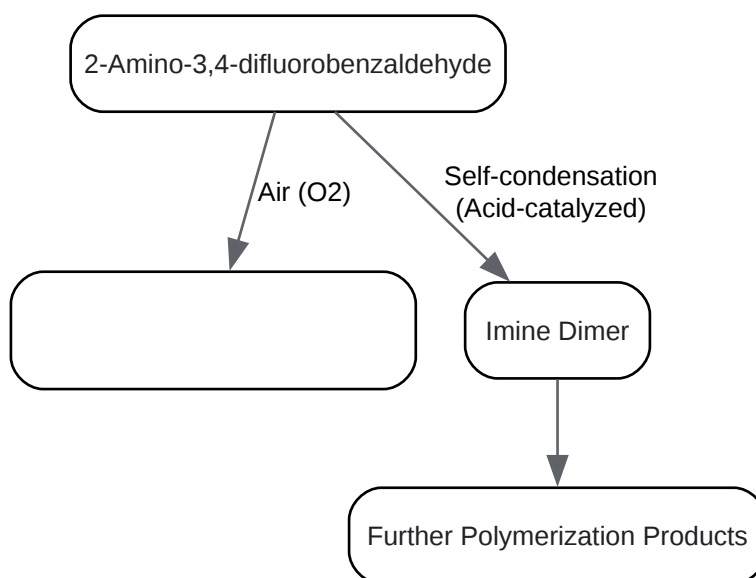 2-Amino-3,4-difluorobenzaldehyde
Air (O2)
Self-condensation
(Acid-catalyzed)
Imine Dimer
Further Polymerization Products